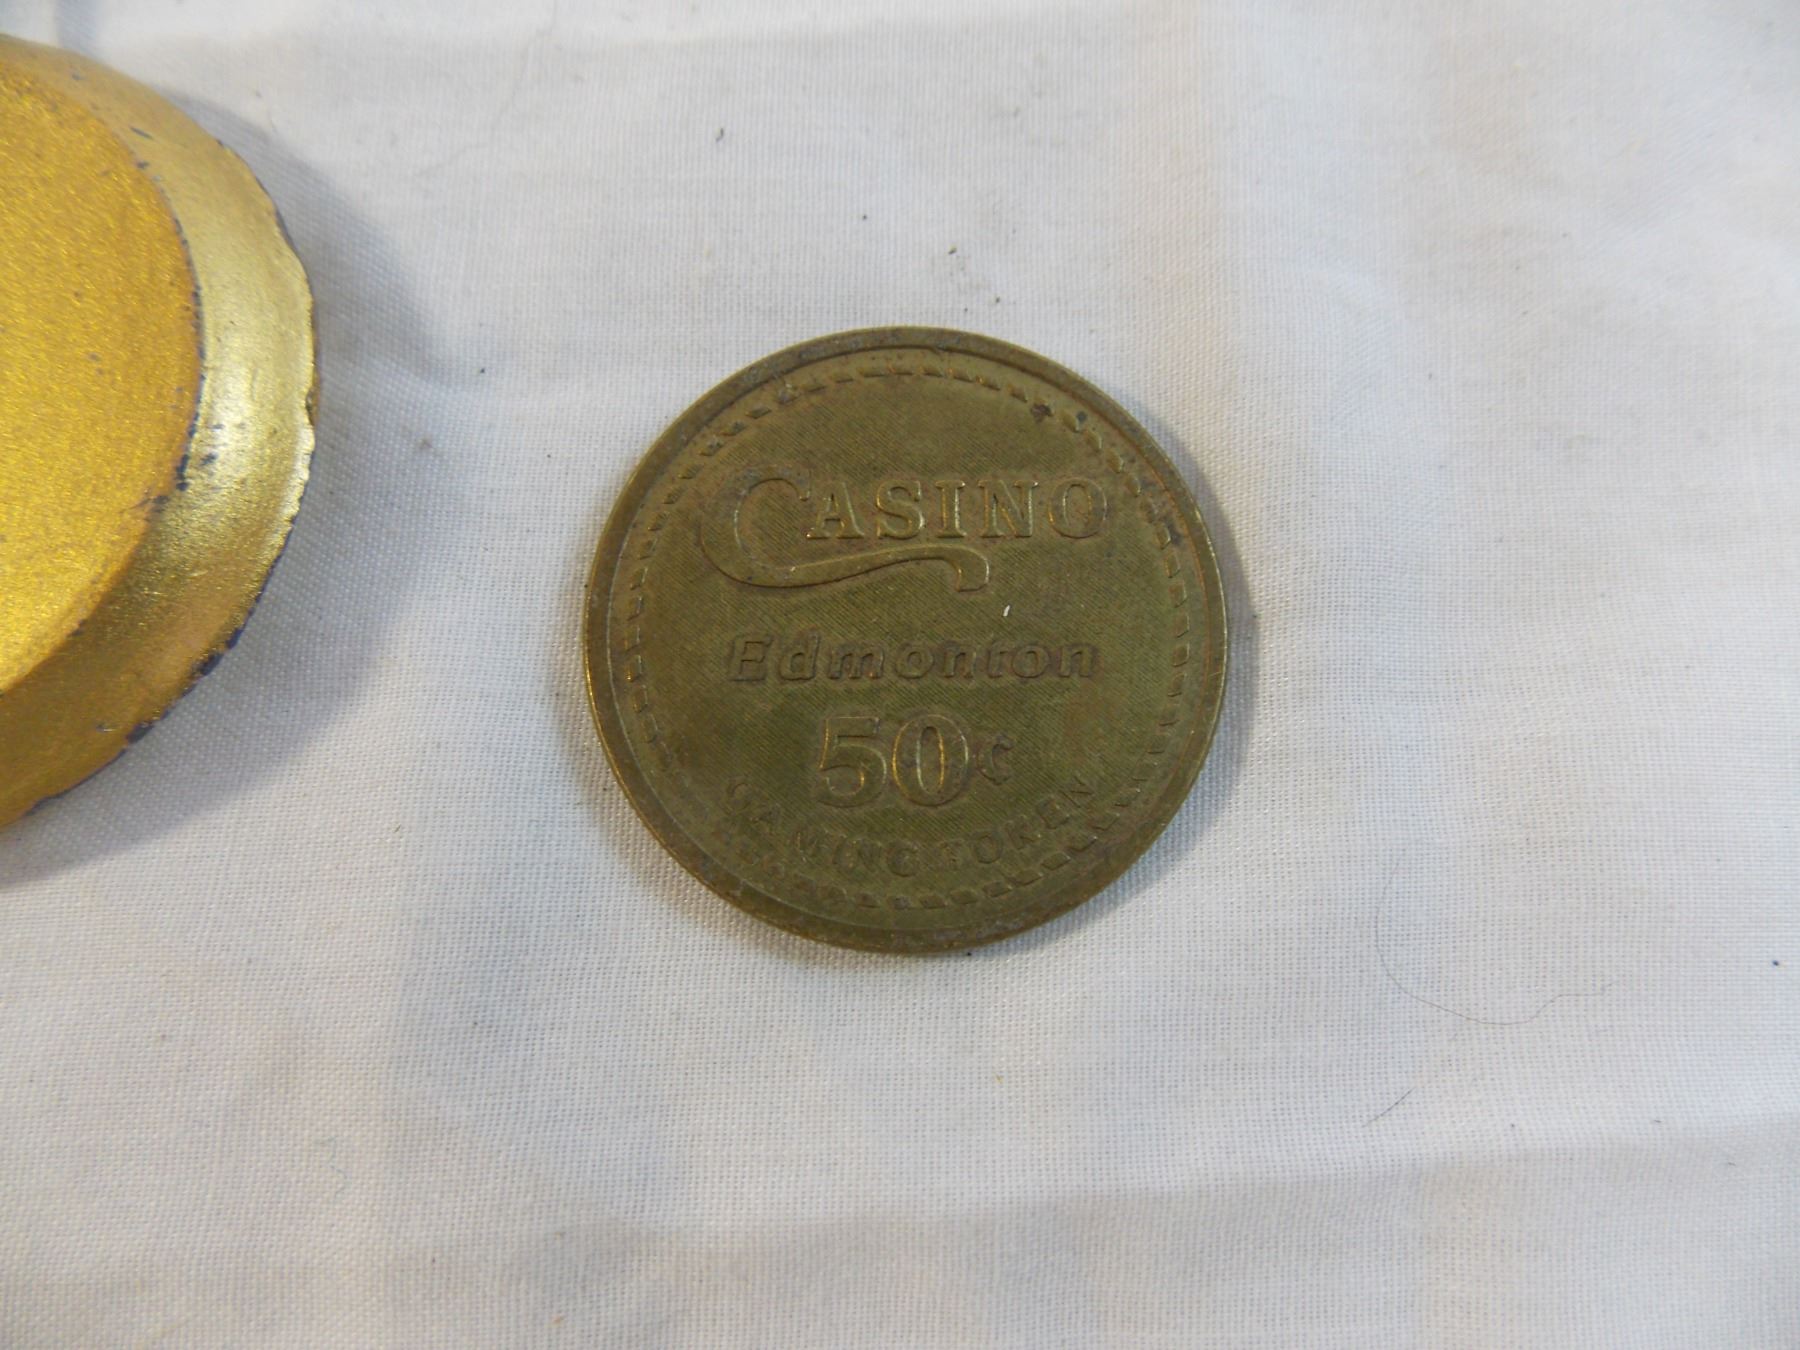 CASINO
Edmonton
50¢
GAMING TOKEN